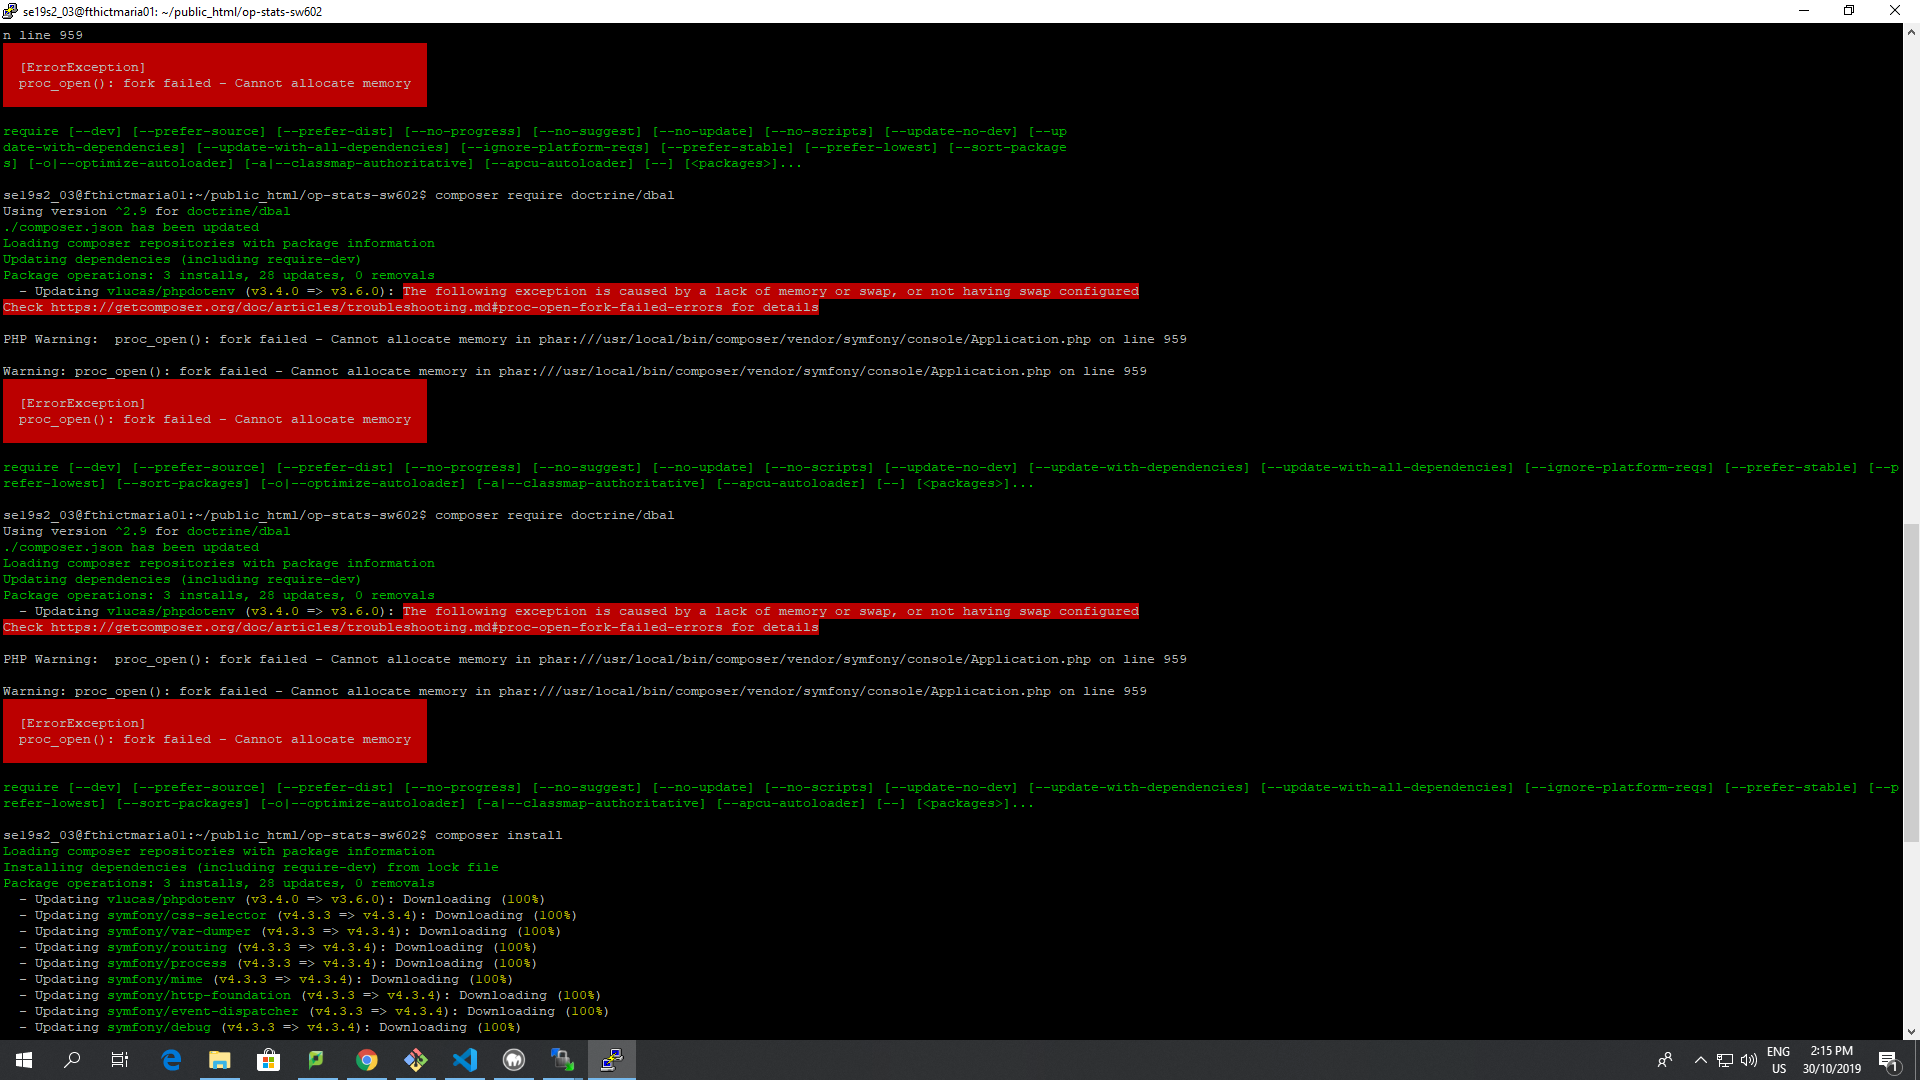 se19s2_03@fthictmaria01: ~/public_html/op-stats-sw602
n line 959
[ErrorException]
proc_open(): fork failed - Cannot allocate memory
require [--dev] [--prefer-source] [--prefer-dist] [--no-progress] [--no-suggest] [--no-update] [--no-scripts] [--update-no-dev] [--up
date-with-dependencies] [--update-with-all-dependencies] [--ignore-platform-reqs] [--prefer-stable] [--prefer-lowest] [--sort-package
s] [-o|--optimize-autoloader] [-a|--classmap-authoritative] [--apcu-autoloader] [--] [<packages>]...
se19s2_03@fthictmaria01:~/public_html/op-stats-sw602$ composer require doctrine/dbal
Using version ^2.9 for doctrine/dbal
./composer.json has been updated
Loading composer repositories with package information
Updating dependencies (including require-dev)
Package operations: 3 installs, 28 updates, 0 removals
- Updating vlucas/phpdotenv (v3.4.0 => v3.6.0): The following exception is caused by a lack of memory or swap, or not having swap configured
Check https://getcomposer.org/doc/articles/troubleshooting.md#proc-open-fork-failed-errors for details
PHP Warning:  proc_open(): fork failed - Cannot allocate memory in phar:///usr/local/bin/composer/vendor/symfony/console/Application.php on line 959
Warning: proc_open(): fork failed - Cannot allocate memory in phar:///usr/local/bin/composer/vendor/symfony/console/Application.php on line 959
[ErrorException]
proc_open(): fork failed - Cannot allocate memory
require [--dev] [--prefer-source] [--prefer-dist] [--no-progress] [--no-suggest] [--no-update] [--no-scripts] [--update-no-dev] [--update-with-dependencies] [--update-with-all-dependencies] [--ignore-platform-reqs] [--prefer-stable] [--p
refer-lowest] [--sort-packages] [-o|--optimize-autoloader] [-a|--classmap-authoritative] [--apcu-autoloader] [--] [<packages>]...
se19s2_03@fthictmaria01:~/public_html/op-stats-sw602$ composer require doctrine/dbal
Using version ^2.9 for doctrine/dbal
./composer.json has been updated
Loading composer repositories with package information
Updating dependencies (including require-dev)
Package operations: 3 installs, 28 updates, 0 removals
- Updating vlucas/phpdotenv (v3.4.0 => v3.6.0): The following exception is caused by a lack of memory or swap, or not having swap configured
Check https://getcomposer.org/doc/articles/troubleshooting.md#proc-open-fork-failed-errors for details
PHP Warning:  proc_open(): fork failed - Cannot allocate memory in phar:///usr/local/bin/composer/vendor/symfony/console/Application.php on line 959
Warning: proc_open(): fork failed - Cannot allocate memory in phar:///usr/local/bin/composer/vendor/symfony/console/Application.php on line 959
[ErrorException]
proc_open(): fork failed - Cannot allocate memory
require [--dev] [--prefer-source] [--prefer-dist] [--no-progress] [--no-suggest] [--no-update] [--no-scripts] [--update-no-dev] [--update-with-dependencies] [--update-with-all-dependencies] [--ignore-platform-reqs] [--prefer-stable] [--p
refer-lowest] [--sort-packages] [-o|--optimize-autoloader] [-a|--classmap-authoritative] [--apcu-autoloader] [--] [<packages>]...
se19s2_03@fthictmaria01:~/public_html/op-stats-sw602$ composer install
Loading composer repositories with package information
Installing dependencies (including require-dev) from lock file
Package operations: 3 installs, 28 updates, 0 removals
- Updating vlucas/phpdotenv (v3.4.0 => v3.6.0): Downloading (100%)
- Updating symfony/css-selector (v4.3.3 => v4.3.4): Downloading (100%)
- Updating symfony/var-dumper (v4.3.3 => v4.3.4): Downloading (100%)
- Updating symfony/routing (v4.3.3 => v4.3.4): Downloading (100%)
- Updating symfony/process (v4.3.3 => v4.3.4): Downloading (100%)
- Updating symfony/mime (v4.3.3 => v4.3.4): Downloading (100%)
- Updating symfony/http-foundation (v4.3.3 => v4.3.4): Downloading (100%)
- Updating symfony/event-dispatcher (v4.3.3 => v4.3.4): Downloading (100%)
- Updating symfony/debug (v4.3.3 => v4.3.4): Downloading (100%)
ENG
US
2:15 PM
30/10/2019
1